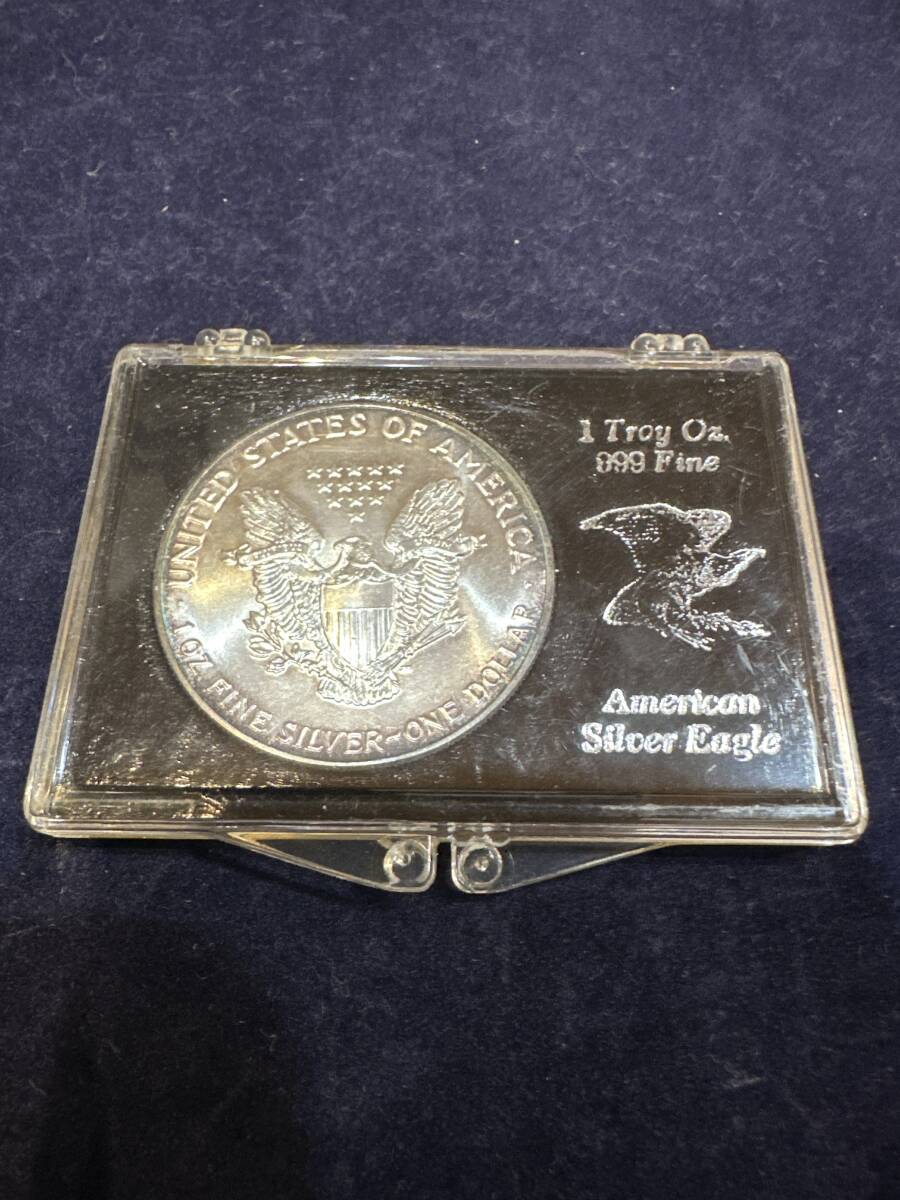 UNITED STATES OF AMERICA
1 OZ. FINE SILVER~ONE DOLLAR
1 Troy Oz.
999 Fine
American
Silver Eagle